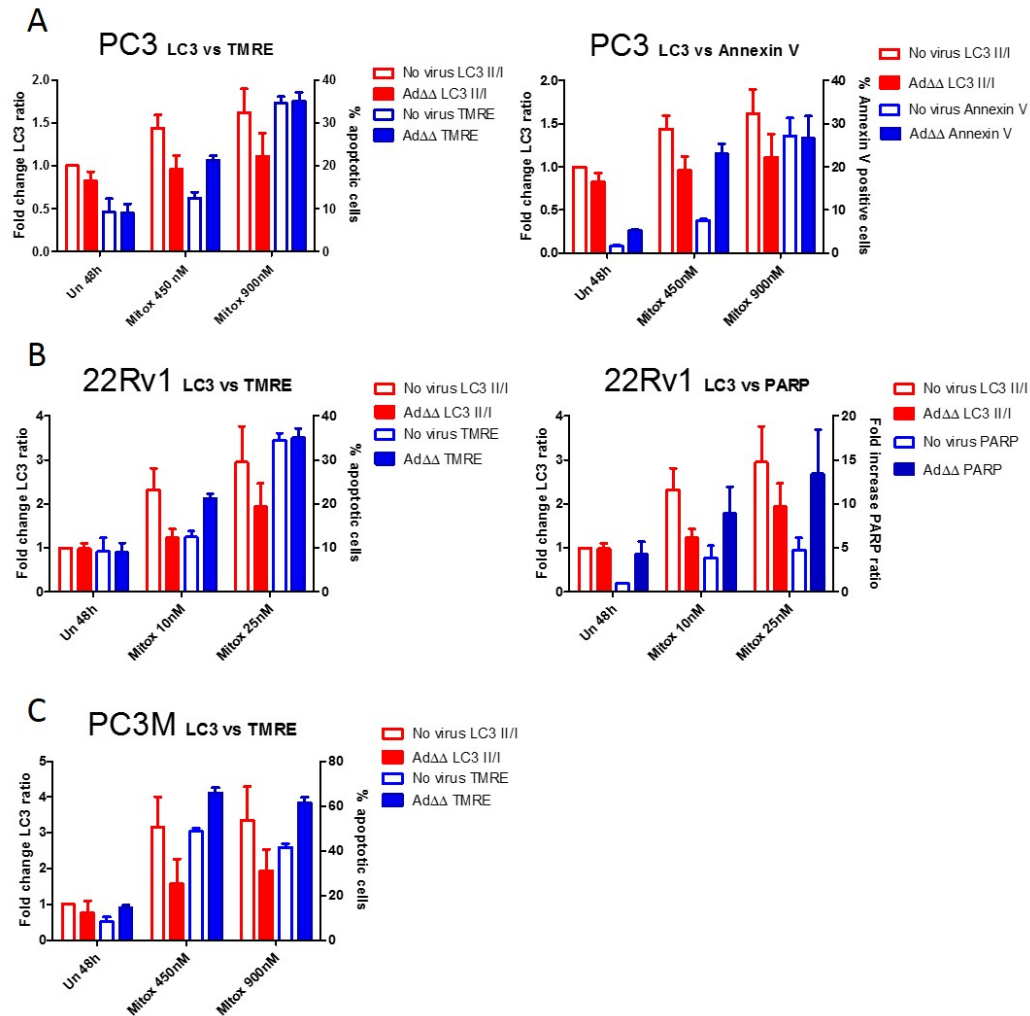 A
PC3 LC3 vs TMRE
No virus LC3 II/I
AdΔΔ LC3 II/I
No virus TMRE
AdΔΔ TMRE
Fold change LC3 ratio
2.0
1.5
1.0
0.5
0.0
40
30
20
10
0
% apoptotic cells
Un 48h
Mitox 450 nM
Mitox 900nM
PC3 LC3 vs Annexin V
No virus LC3 II/I
AdΔΔ LC3 II/I
No virus Annexin V
AdΔΔ Annexin V
Fold change LC3 ratio
2.0
1.5
1.0
0.5
0.0
40
30
20
10
0
% Annexin V positive cells
Un 48h
Mitox 450nM
Mitox 900nM
B
22Rv1 LC3 vs TMRE
No virus LC3 II/I
AdΔΔ LC3 II/I
No virus TMRE
AdΔΔ TMRE
Fold change LC3 ratio
4
3
2
1
0
40
30
20
10
0
% apoptotic cells
Un 48h
Mitox 10nM
Mitox 25nM
22Rv1 LC3 vs PARP
No virus LC3 II/I
AdΔΔ LC3 II/I
No virus PARP
AdΔΔ PARP
Fold change LC3 ratio
4
3
2
1
0
20
15
10
5
0
Fold increase PARP ratio
Un 48h
Mitox 10nM
Mitox 25nM
C
PC3M LC3 vs TMRE
No virus LC3 II/I
AdΔΔ LC3 II/I
No virus TMRE
AdΔΔ TMRE
Fold change LC3 ratio
5
4
3
2
1
0
80
60
40
20
0
% apoptotic cells
Un 48h
Mitox 450nM
Mitox 900nM